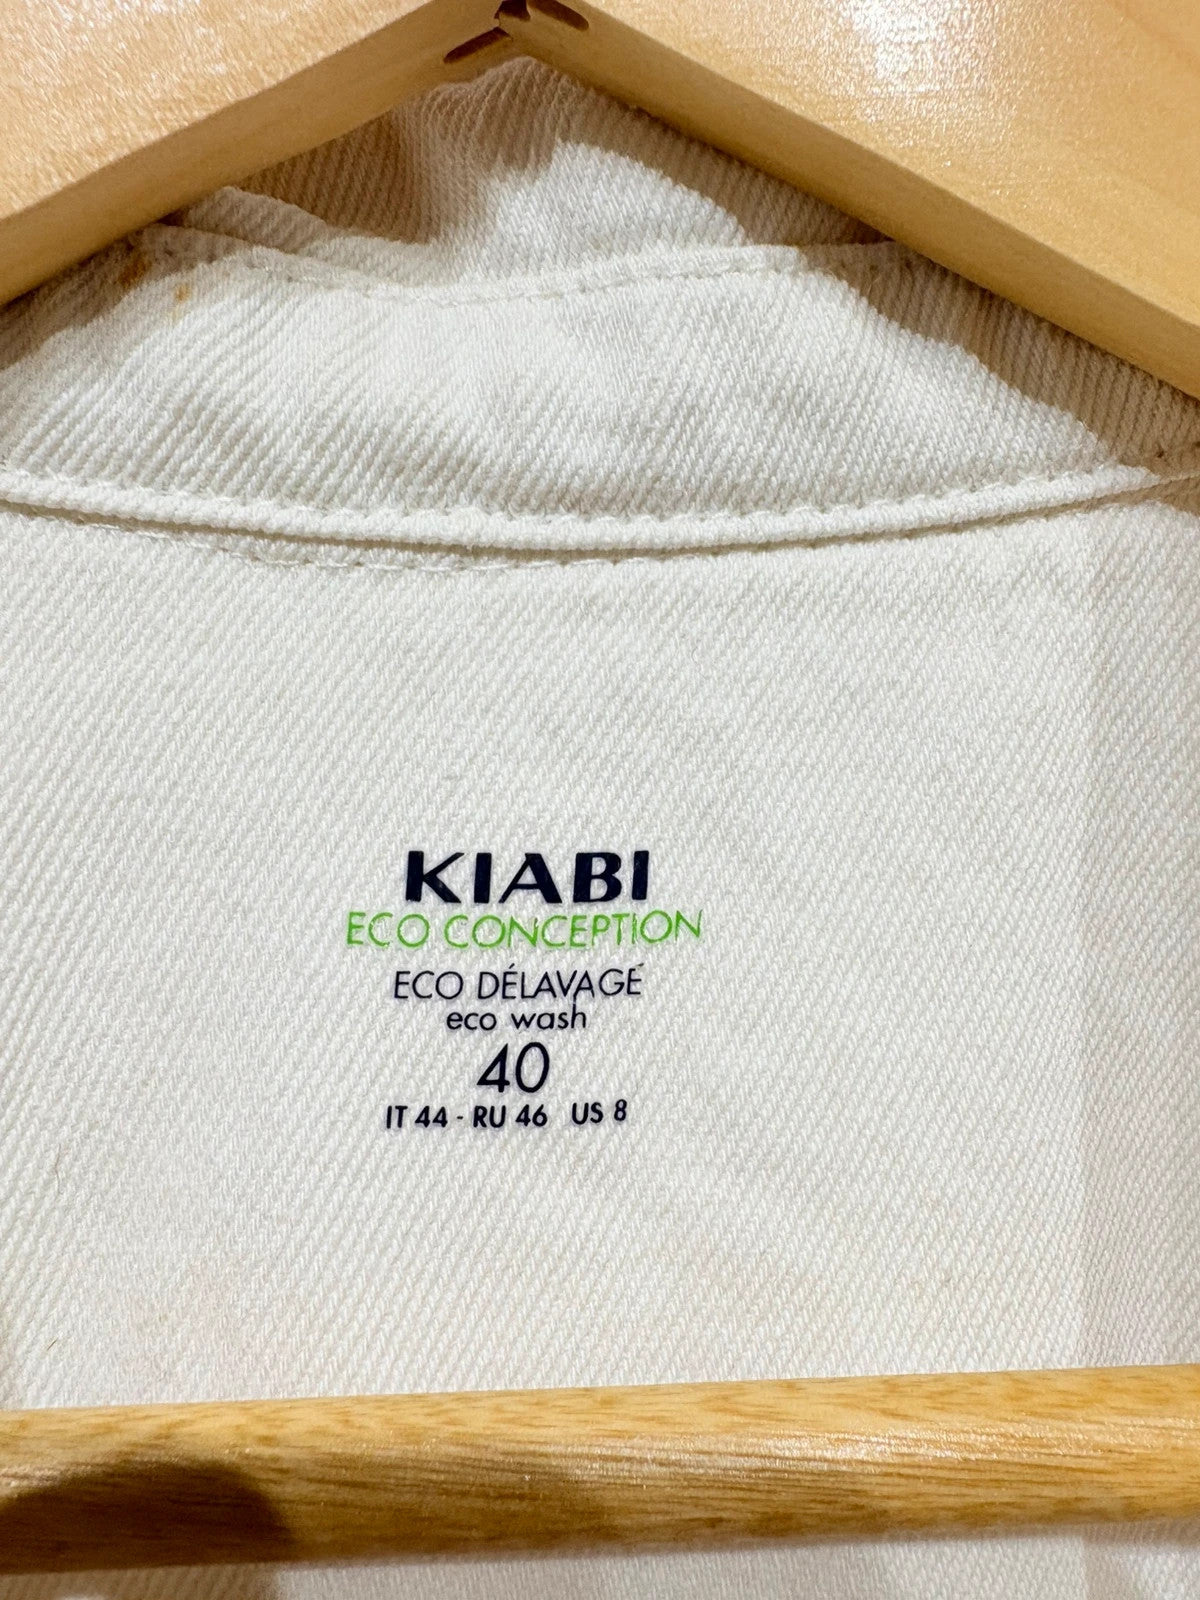 KIABI
ECO CONCEPTION
ECO DÉLAVAGE
eco wash
40
IT 44 - RU 46 US 8